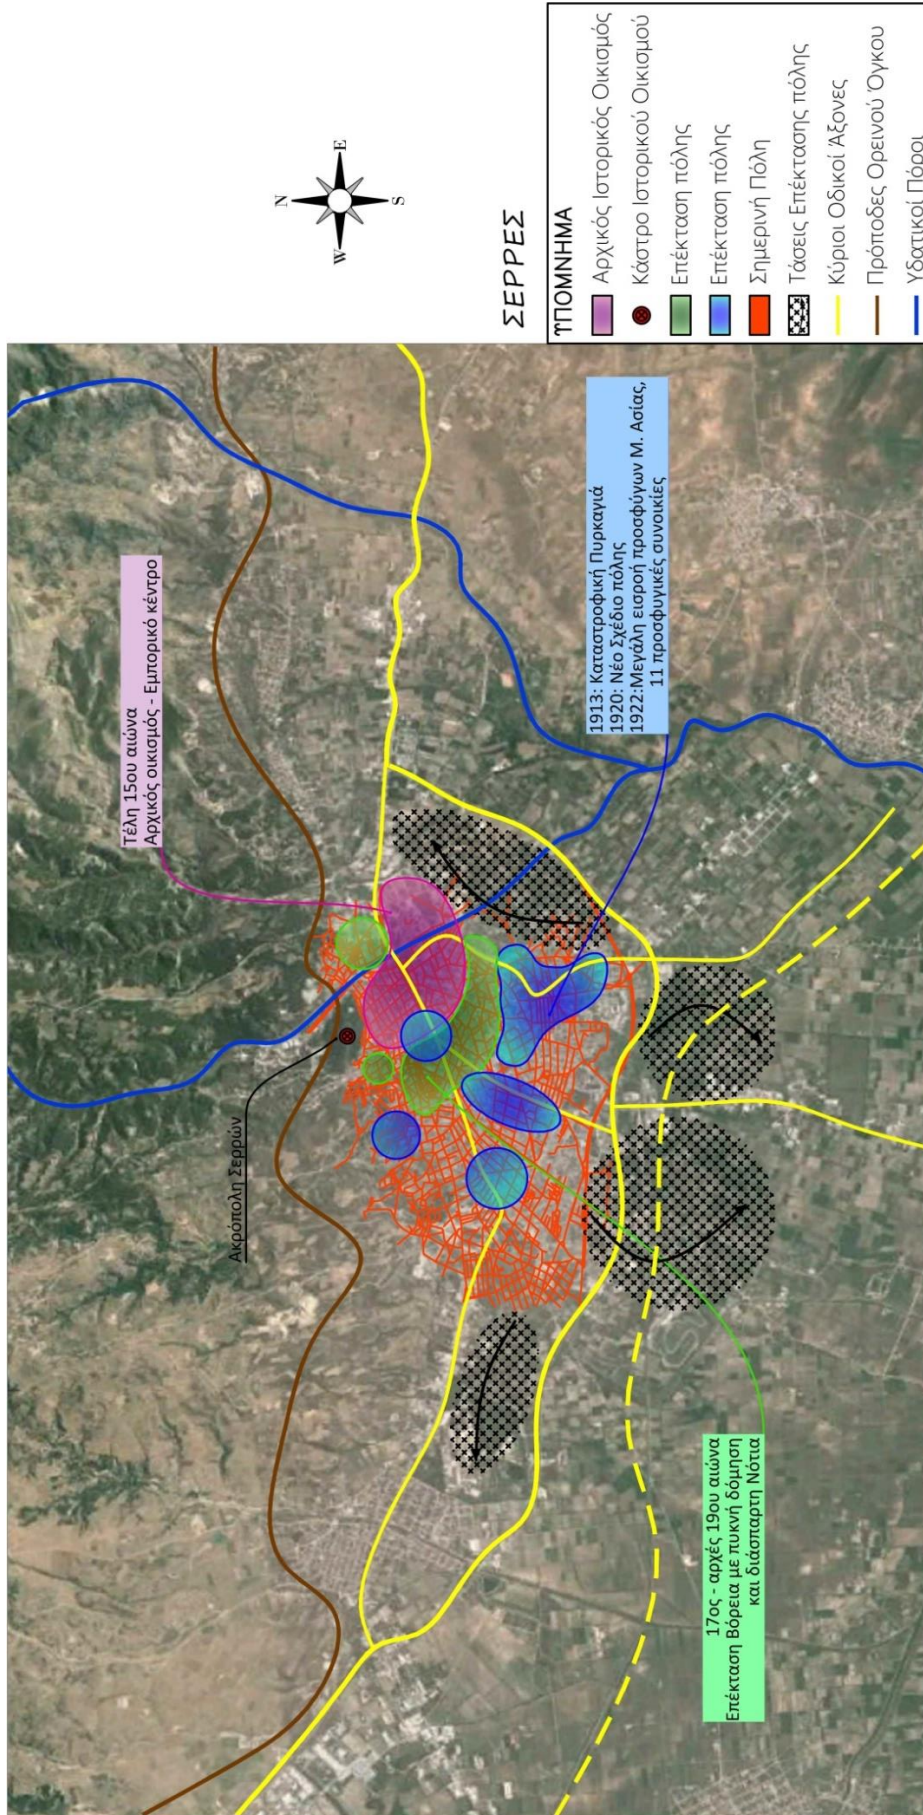 Τέλη 15ου αιώνα
Αρχικός οικισμός - Εμπορικό κέντρο
Ακρόπολη Σερρών
1913: Καταστροφική Πυρκαγιά
1920: Νέο Σχέδιο πόλης
1922:Μεγάλη εισροή προσφύγων Μ. Ασίας,
11 προσφυγικές συνοικίες
17ος - αρχές 19ου αιώνα
Επέκταση Βόρεια με πυκνή δόμηση
και διάσπαρτη Νότια
N
W
E
S
ΣΕΡΡΕΣ
ΥΠΟΜΝΗΜΑ
Αρχικός Ιστορικός Οικισμός
Κάστρο Ιστορικού Οικισμού
Επέκταση πόλης
Επέκταση πόλης
Σημερινή Πόλη
Τάσεις Επέκτασης πόλης
Κύριοι Οδικοί Άξονες
Πρόποδες Ορεινού Όγκου
Υδατικοί Πόροι